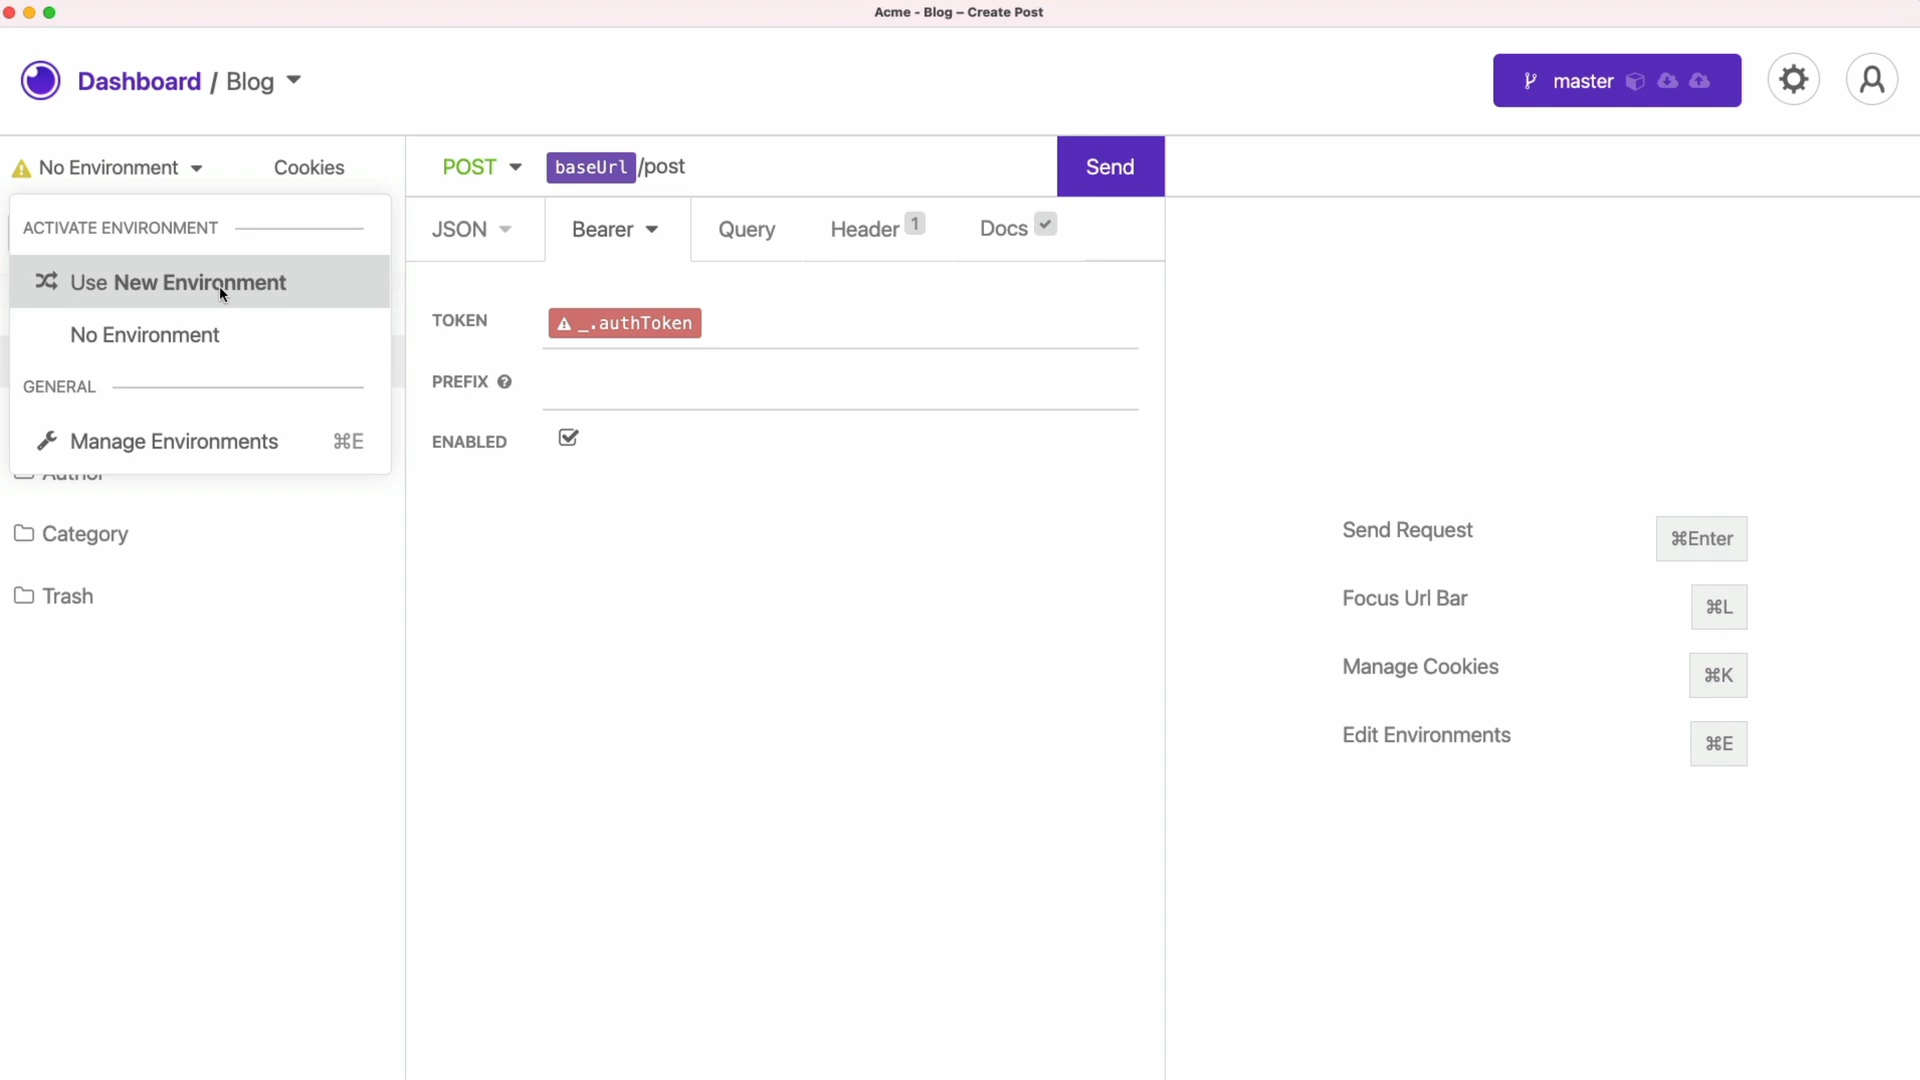 Acme - Blog – Create Post
Dashboard / Blog
master
No Environment
Cookies
POST
baseUrl/post
Send
ACTIVATE ENVIRONMENT
Use New Environment
No Environment
GENERAL
Manage Environments ⌘E
Author
Category
Trash
JSON
Bearer
Query
Header 1
Docs
TOKEN
_.authToken
PREFIX
ENABLED
Send Request ⌘Enter
Focus Url Bar ⌘L
Manage Cookies ⌘K
Edit Environments ⌘E